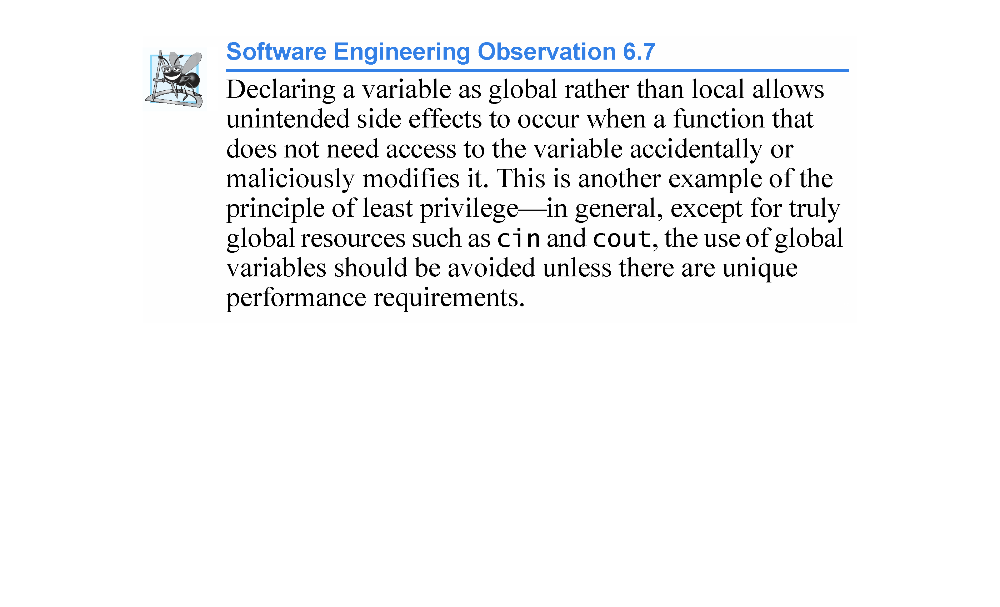 Software Engineering Observation 6.7
Declaring a variable as global rather than local allows
unintended side effects to occur when a function that
does not need access to the variable accidentally or
maliciously modifies it. This is another example of the
principle of least privilege—in general, except for truly
global resources such as cin and cout, the use of global
variables should be avoided unless there are unique
performance requirements.